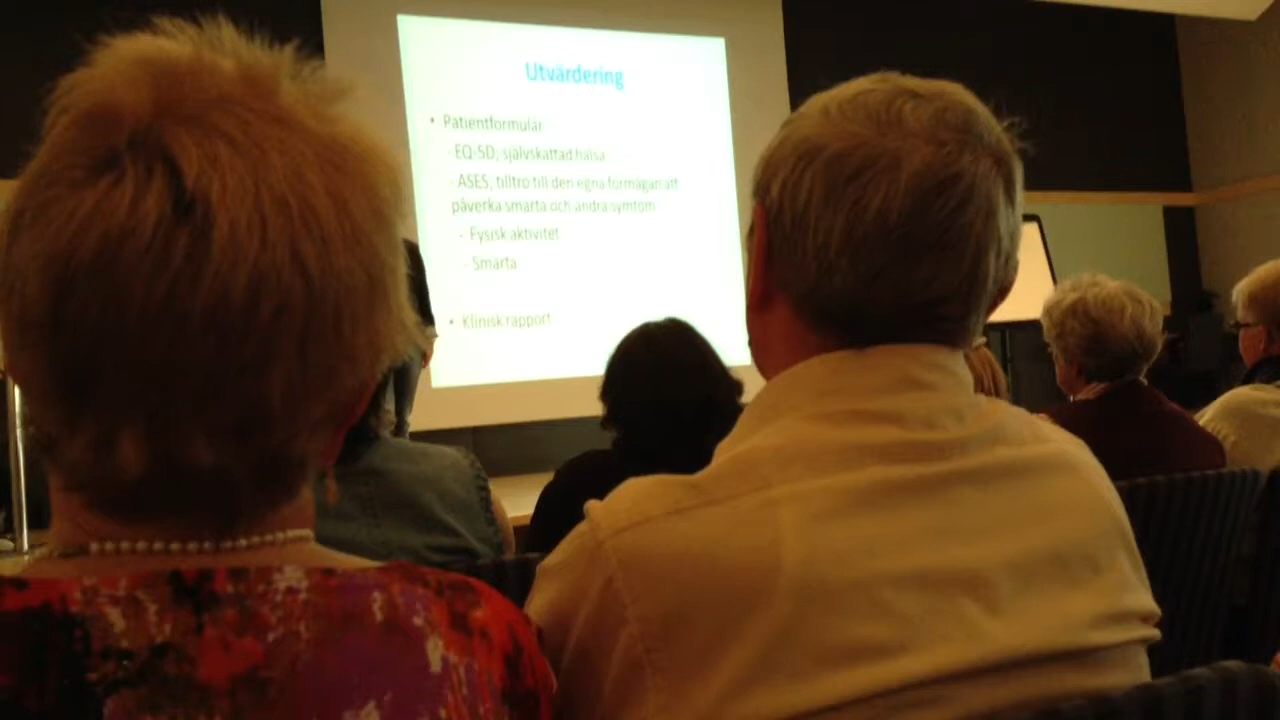 Utvärdering
• Patientformulär
- EQ-5D, självskattad hälsa
- ASES, tilltro till den egna förmågan att
påverka smärta och andra symtom
- Fysisk aktivitet
- Smärta
• Klinisk rapport